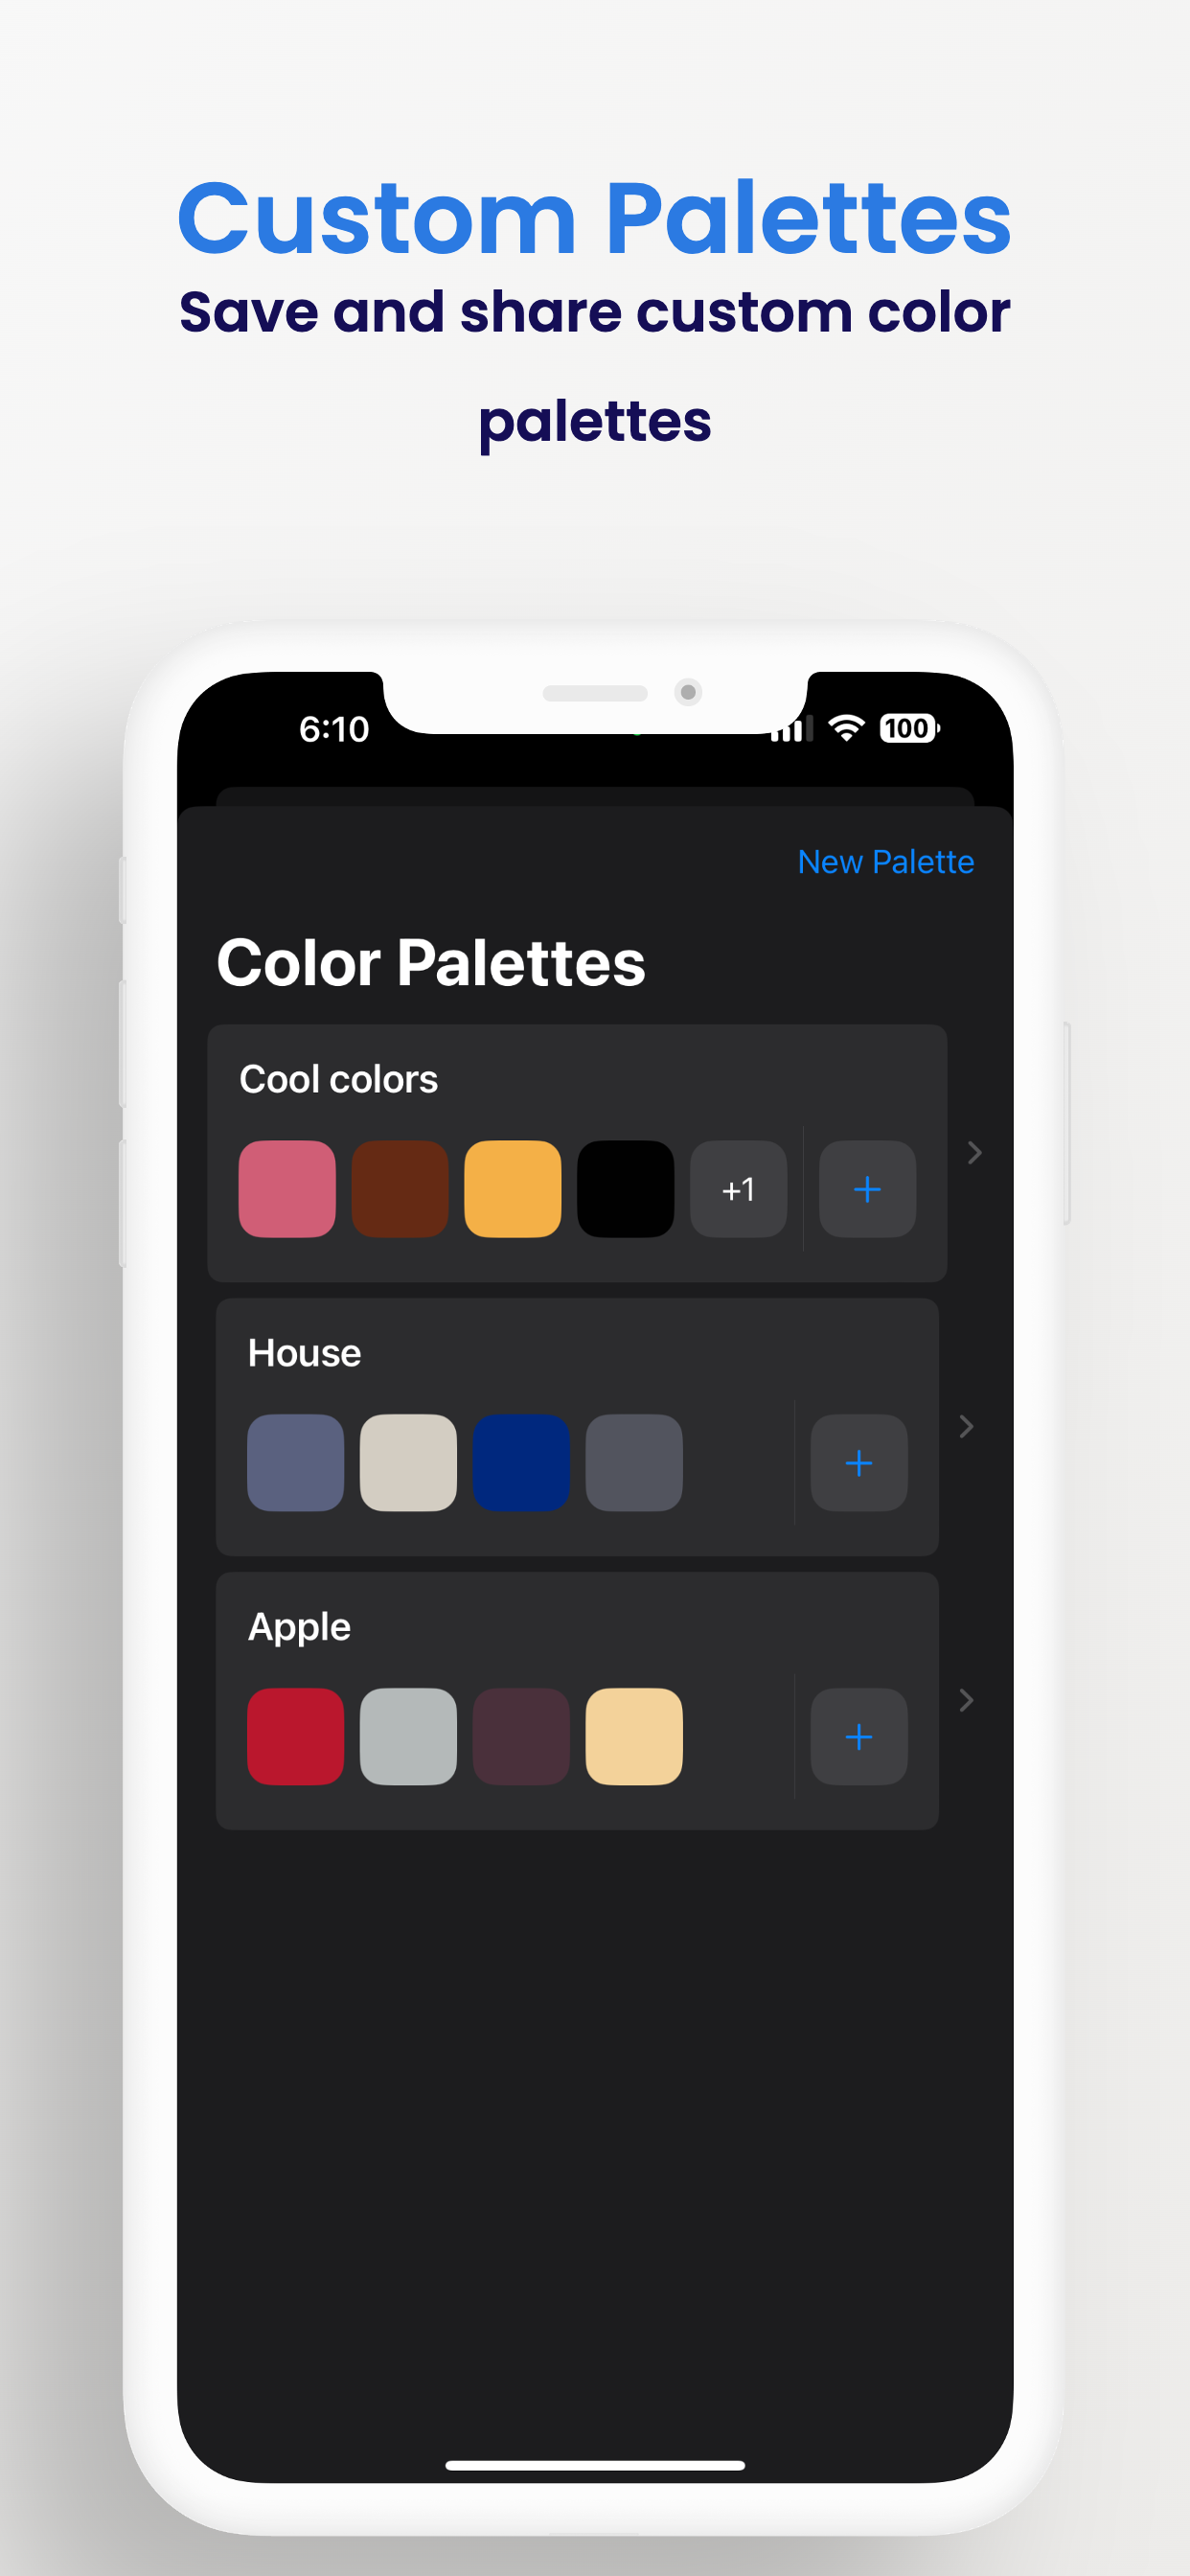 Custom Palettes
Save and share custom color
palettes
6:10
100
New Palette
Color Palettes
Cool colors
+1
+
House
+
Apple
+